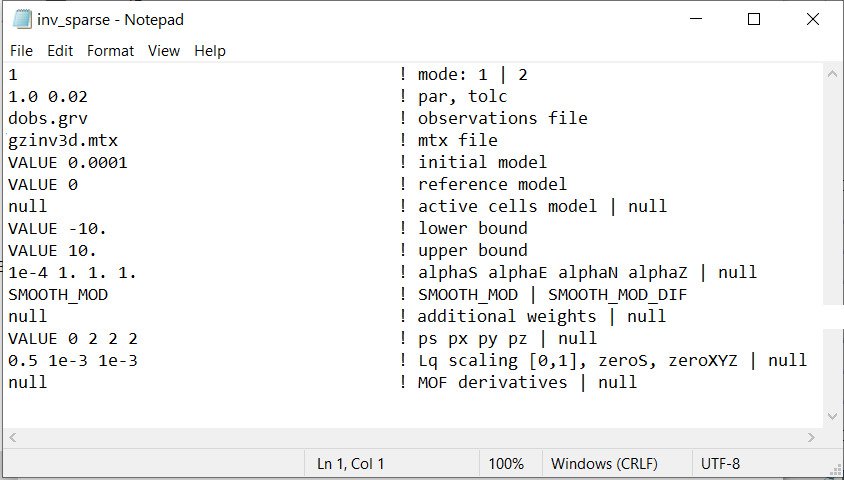 inv_sparse - Notepad
File Edit Format View Help
1 ! mode: 1 | 2
1.0 0.02 ! par, tolc
dobs.grv ! observations file
gzinv3d.mtx ! mtx file
VALUE 0.0001 ! initial model
VALUE 0 ! reference model
null ! active cells model | null
VALUE -10. ! lower bound
VALUE 10. ! upper bound
1e-4 1. 1. 1. ! alphaS alphaE alphaN alphaZ | null
SMOOTH_MOD ! SMOOTH_MOD | SMOOTH_MOD_DIF
null ! additional weights | null
VALUE 0 2 2 2 ! ps px py pz | null
0.5 1e-3 1e-3 ! Lq scaling [0,1], zeroS, zeroXYZ | null
null ! MOF derivatives | null
Ln 1, Col 1 100% Windows (CRLF) UTF-8